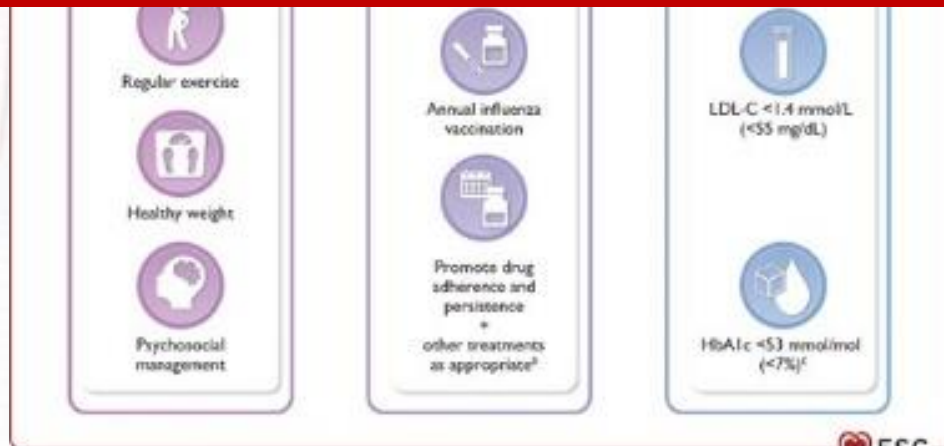 Regular exercise
Healthy weight
Psychosocial
management
Annual influenza
vaccination
Promote drug
adherence and
persistence
+
other treatments
as appropriate
LDL-C <1.4 mmol/L
(<55 mg/dL)
HbA1c <53 mmol/mol
(<7%)ᶜ
ESC